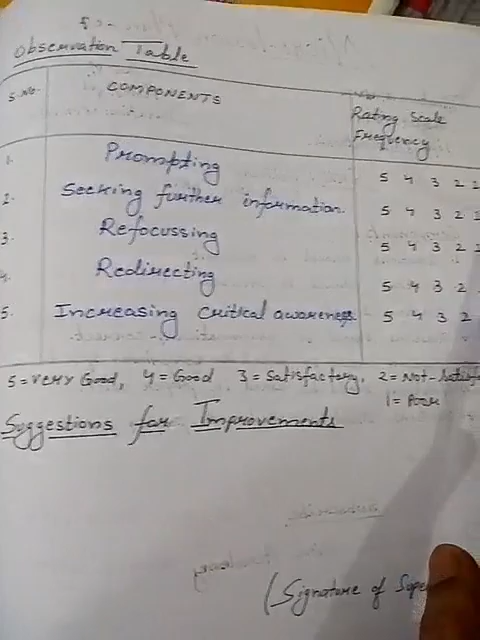 Observation Table
S.No. COMPONENTS Rating Scale
Frequency
1. Prompting 5 4 3 2 1
2. Seeking further information. 5 4 3 2 1
3. Refocussing 5 4 3 2 1
4. Redirecting 5 4 3 2
5. Increasing critical awareness 5 4 3 2
5 = very Good, 4 = Good 3 = Satisfactory, 2 = Not-
1 = Poor
Suggestions for Improvements
(Signature of